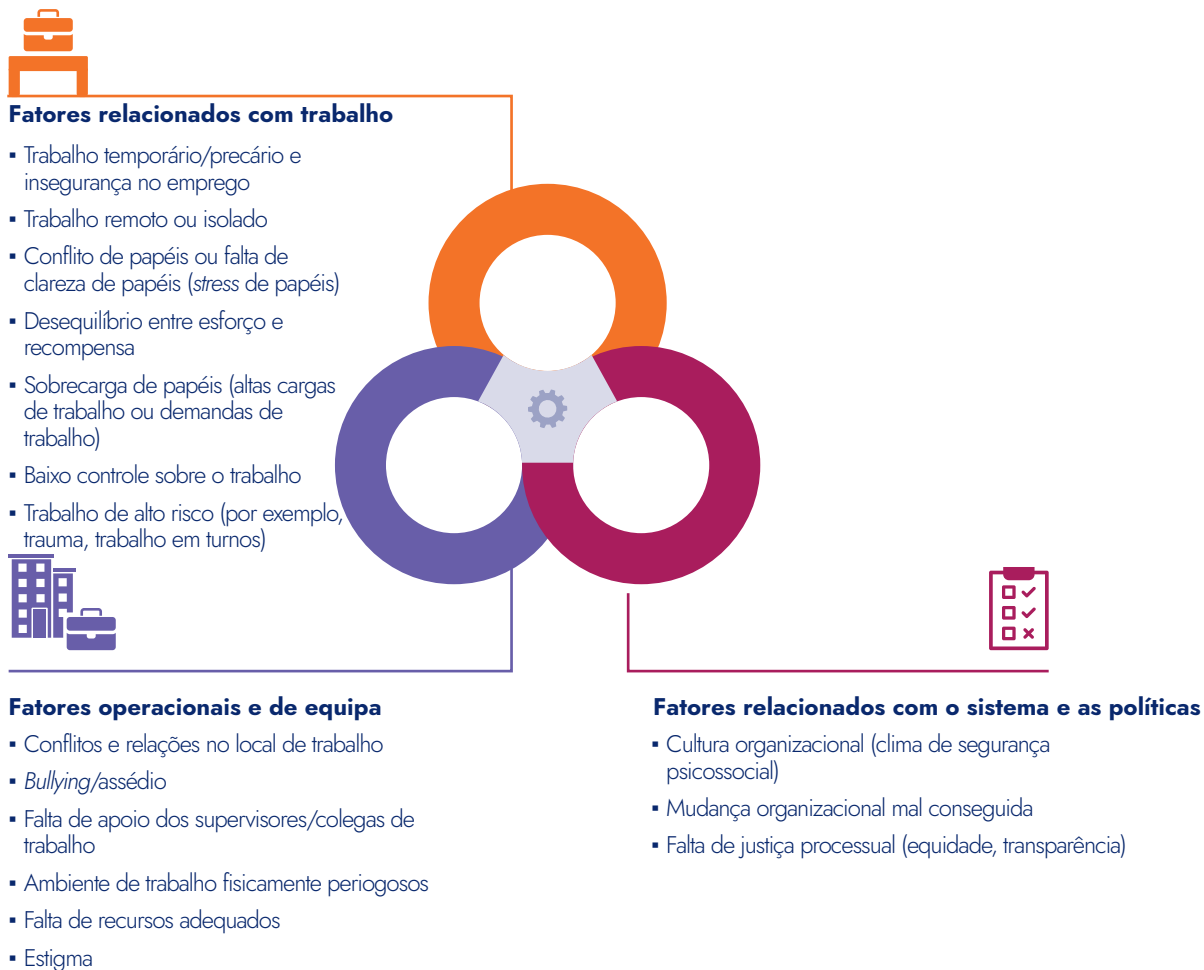 Fatores relacionados com trabalho
▪ Trabalho temporário/precário e
insegurança no emprego
▪ Trabalho remoto ou isolado
▪ Conflito de papéis ou falta de
clareza de papéis (stress de papéis)
▪ Desequilíbrio entre esforço e
recompensa
▪ Sobrecarga de papéis (altas cargas
de trabalho ou demandas de
trabalho)
▪ Baixo controle sobre o trabalho
▪ Trabalho de alto risco (por exemplo,
trauma, trabalho em turnos)
Fatores operacionais e de equipa
▪ Conflitos e relações no local de trabalho
▪ Bullying/assédio
▪ Falta de apoio dos supervisores/colegas de
trabalho
▪ Ambiente de trabalho fisicamente periogosos
▪ Falta de recursos adequados
▪ Estigma
Fatores relacionados com o sistema e as políticas
▪ Cultura organizacional (clima de segurança
psicossocial)
▪ Mudança organizacional mal conseguida
▪ Falta de justiça processual (equidade, transparência)